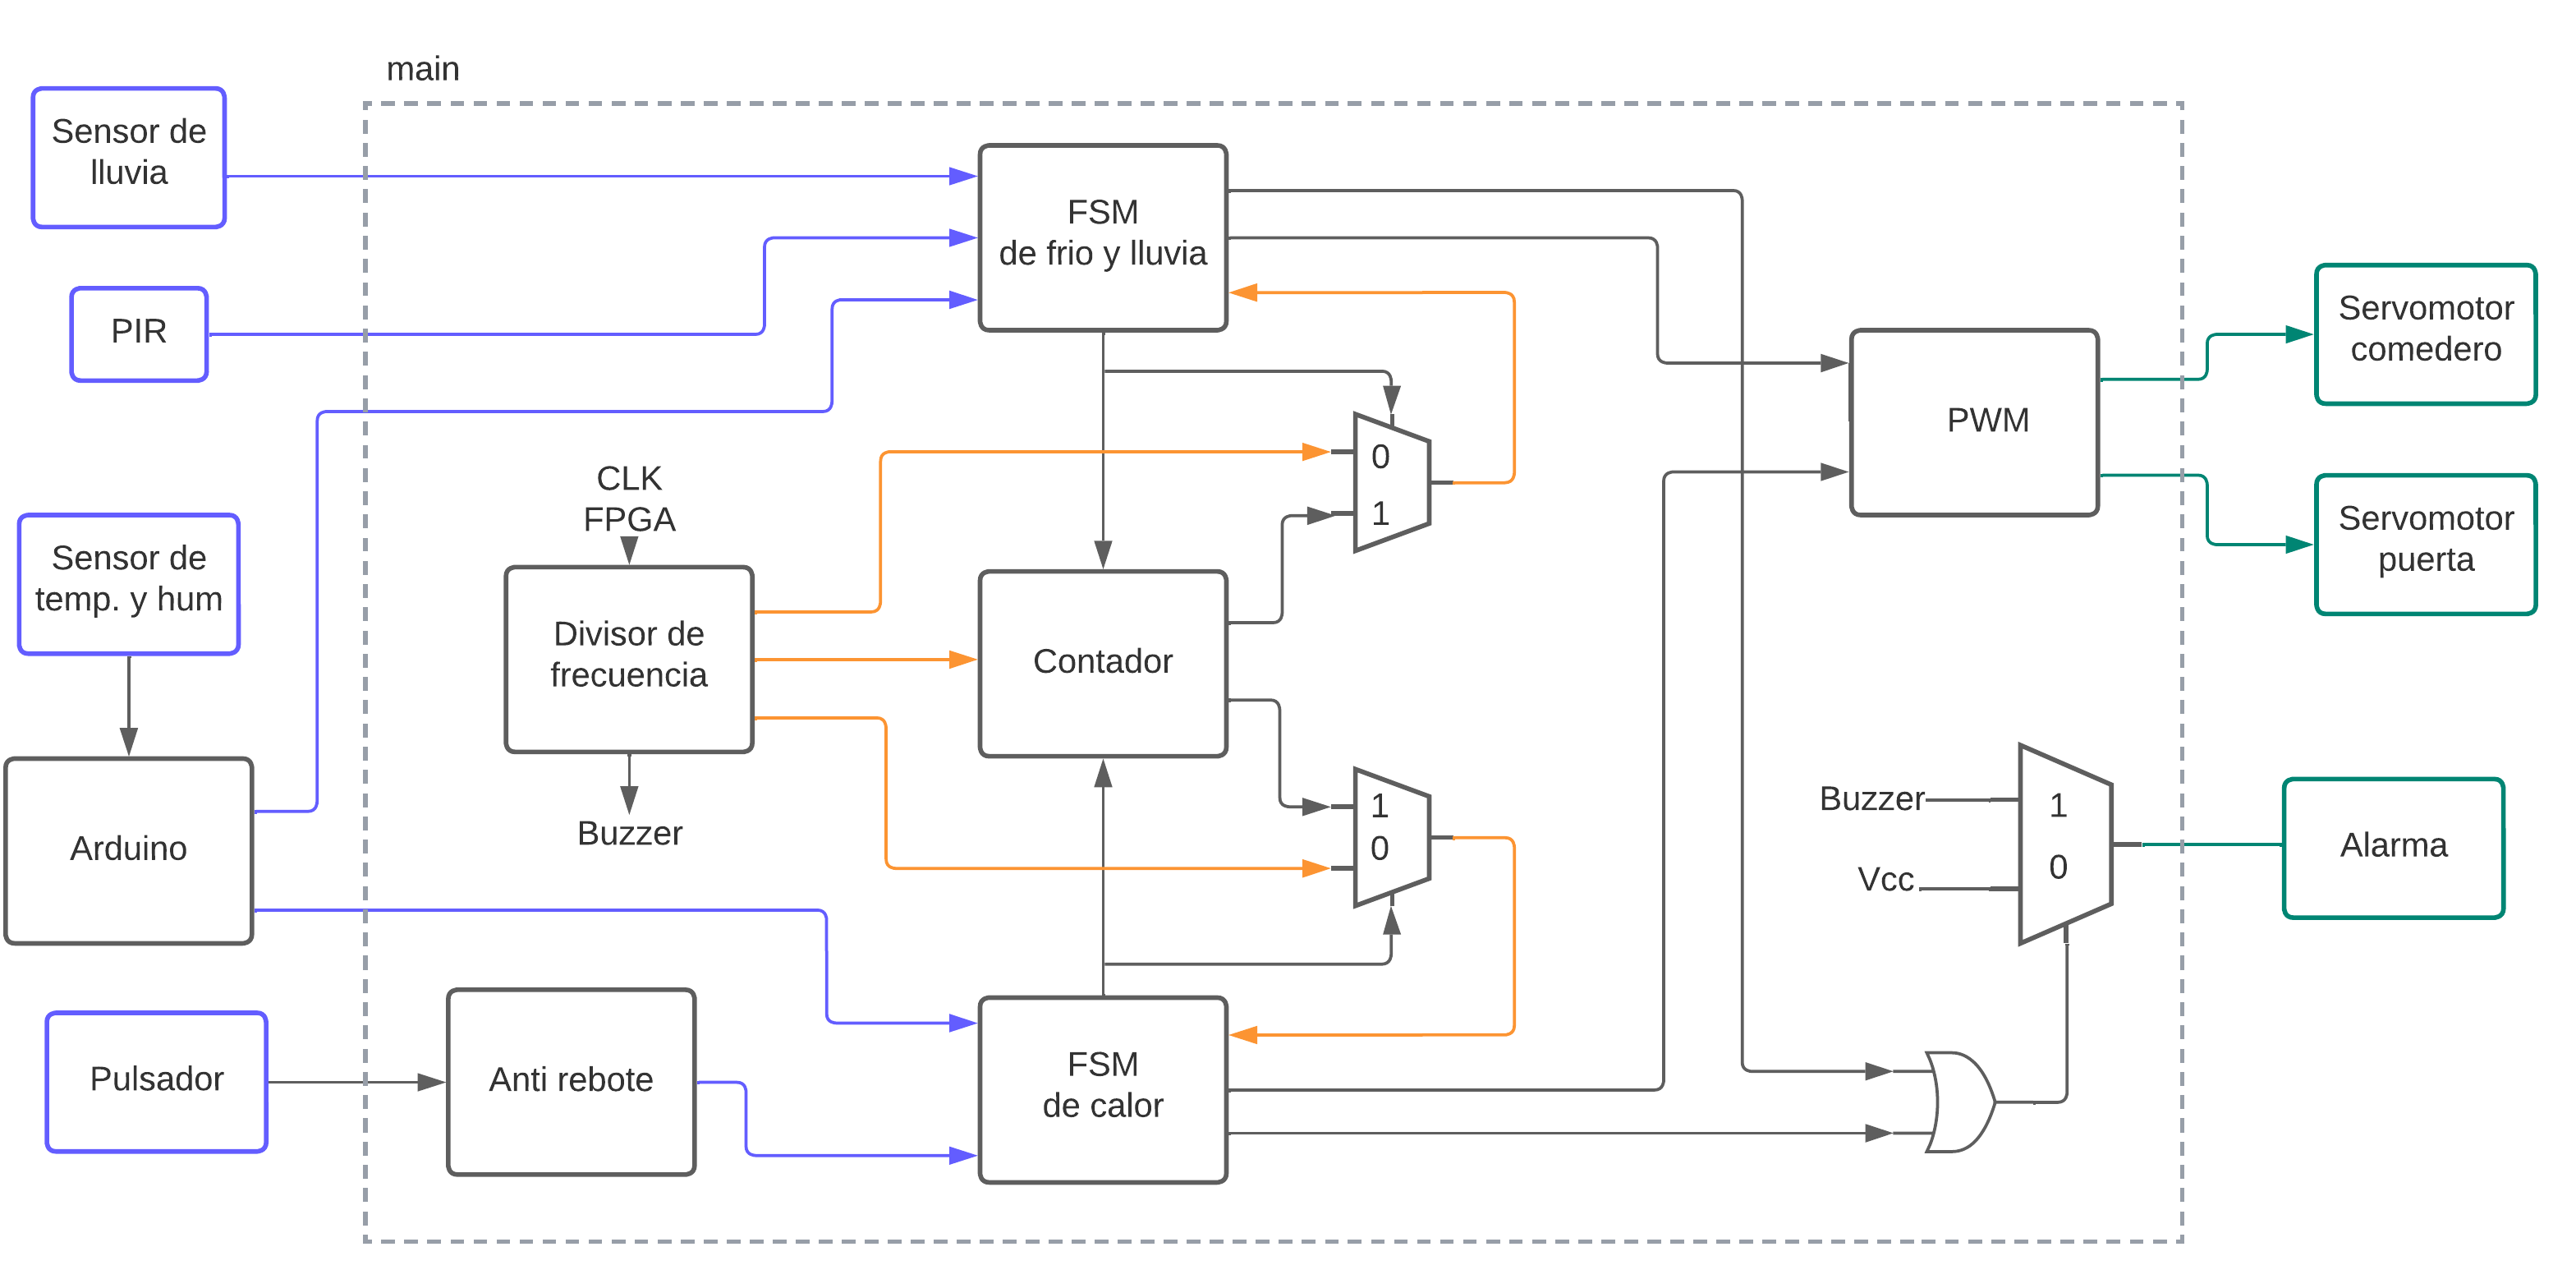 main
Sensor de
lluvia
FSM
de frio y lluvia
PIR
Servomotor
comedero
PWM
0
1
CLK
FPGA
Servomotor
puerta
Sensor de
temp. y hum
Divisor de
frecuencia
Contador
Buzzer
1
0
Arduino
Buzzer
1
Vcc
0
Alarma
Pulsador
Anti rebote
FSM
de calor